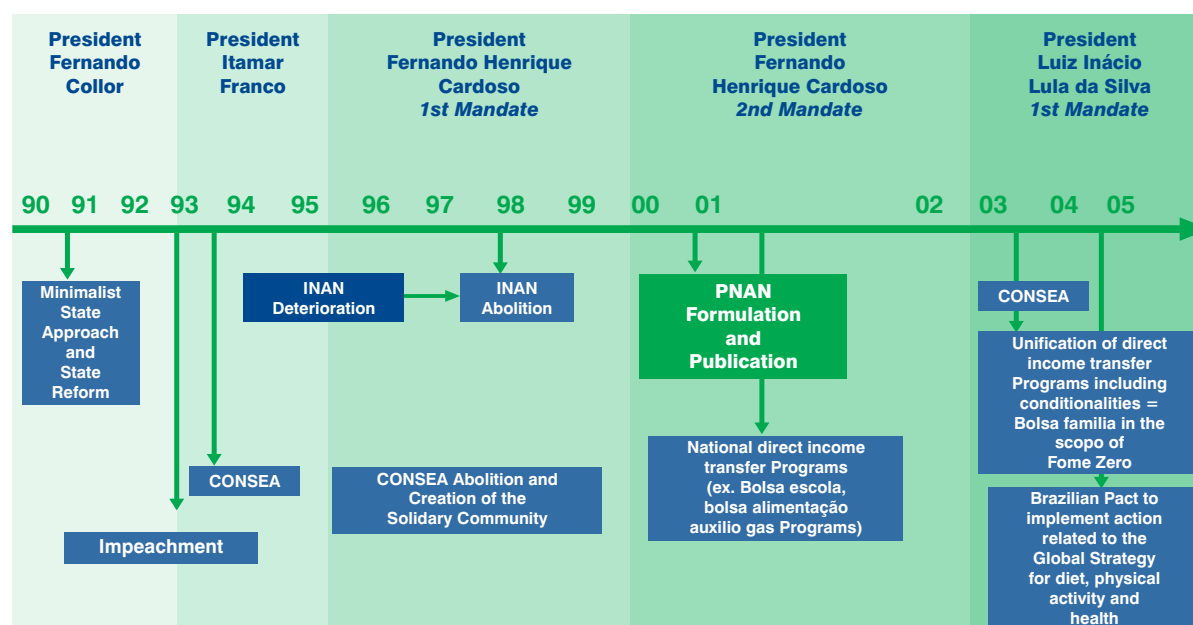 President
Fernando
Collor
President
Itamar
Franco
President
Fernando Henrique
Cardoso
1st Mandate
President
Fernando
Henrique Cardoso
2nd Mandate
President
Luiz Inácio
Lula da Silva
1st Mandate
90 91 92 93 94 95 96 97 98 99 00 01 02 03 04 05
Minimalist
State
Approach
and
State
Reform
Impeachment
CONSEA
INAN
Deterioration
INAN
Abolition
CONSEA Abolition and
Creation of the
Solidary Community
PNAN
Formulation
and
Publication
National direct income
transfer Programs
(ex. Bolsa escola,
bolsa alimentação
auxilio gas Programs)
CONSEA
Unification of direct
income transfer
Programs including
conditionalities =
Bolsa familia in the
scopo of
Fome Zero
Brazilian Pact to
implement action
related to the
Global Strategy
for diet, physical
activity and
health